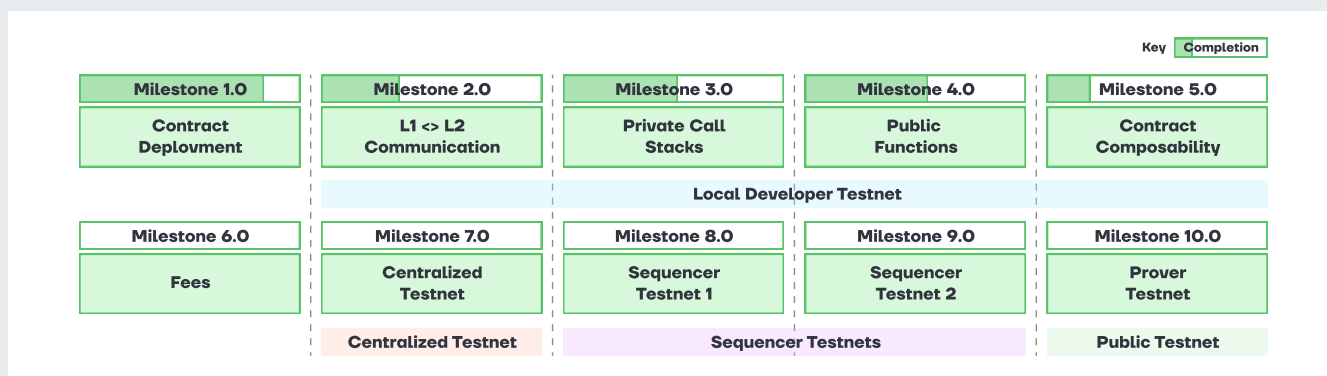 Key Completion
Milestone 1.0
Milestone 2.0
Milestone 3.0
Milestone 4.0
Milestone 5.0
Contract
Deplovment
L1 <> L2
Communication
Private Call
Stacks
Public
Functions
Contract
Composability
Local Developer Testnet
Milestone 6.0
Milestone 7.0
Milestone 8.0
Milestone 9.0
Milestone 10.0
Fees
Centralized
Testnet
Sequencer
Testnet 1
Sequencer
Testnet 2
Prover
Testnet
Centralized Testnet
Sequencer Testnets
Public Testnet